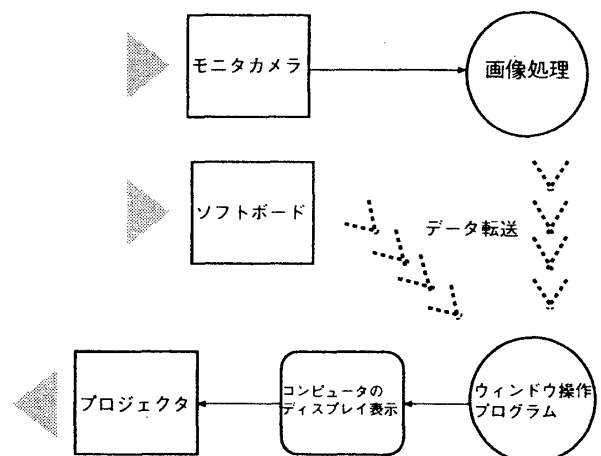 モニタカメラ
画像処理
ソフトボード
データ転送
プロジェクタ
コンピュータの
ディスプレイ表示
ウィンドウ操作
プログラム